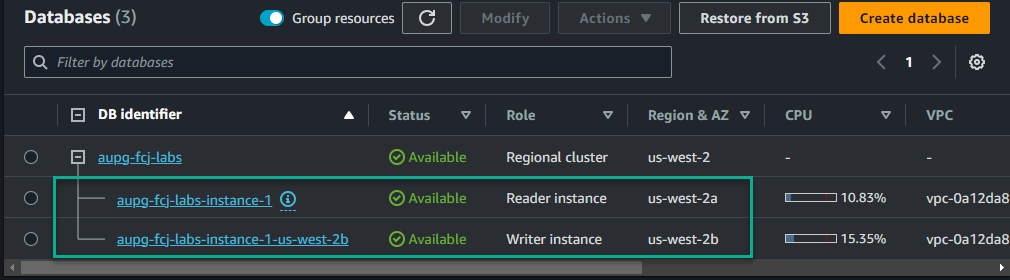 Databases (3) Group resources Modify Actions Restore from S3 Create database
Filter by databases 1
DB identifier Status Role Region & AZ CPU VPC
aupg-fcj-labs Available Regional cluster us-west-2 - -
aupg-fcj-labs-instance-1 Available Reader instance us-west-2a 10.83% vpc-0a12da8
aupg-fcj-labs-instance-1-us-west-2b Available Writer instance us-west-2b 15.35% vpc-0a12da8